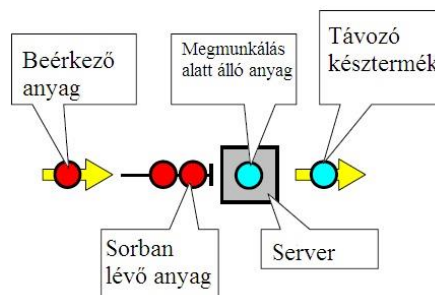 Beérkező
anyag
Megmunkálás
alatt álló anyag
Távozó
késztermék
Sorban
lévő anyag
Server